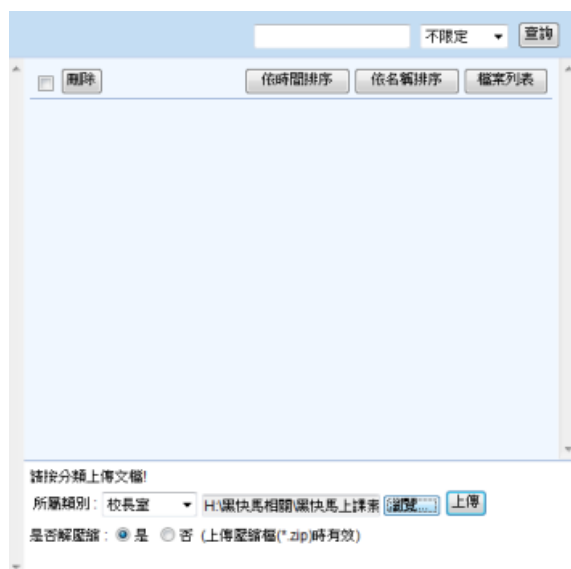 不限定 查詢
刪除 依時間排序 依名稱排序 檔案列表
請按分類上傳文檔!
所屬類別: 校長室 H:\黑快馬相關\黑快馬上課素 瀏覽... 上傳
是否解壓縮: 是 否 (上傳壓縮檔(*.zip)時有效)